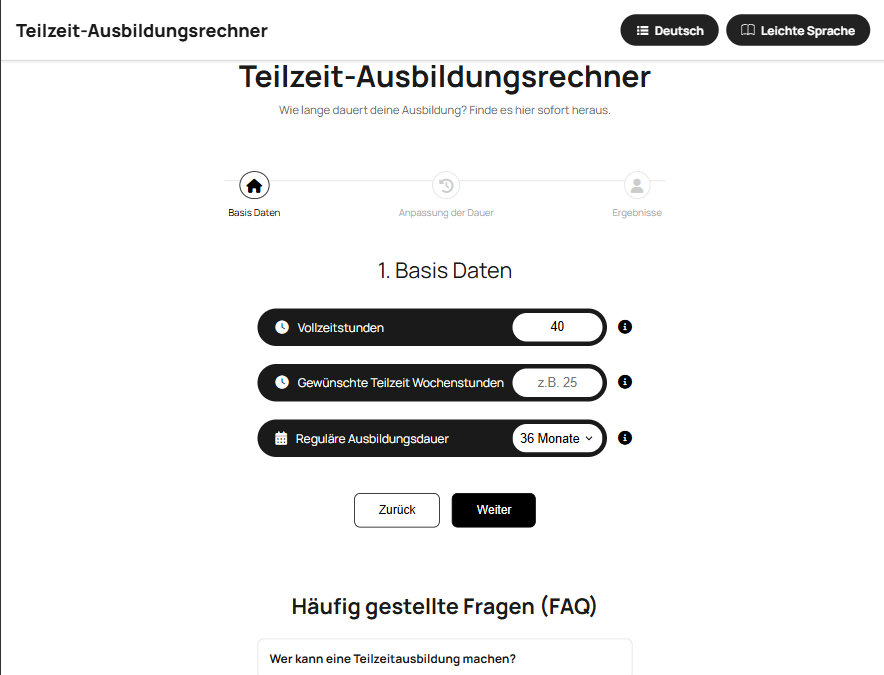 Teilzeit-Ausbildungsrechner
Deutsch
Leichte Sprache
Teilzeit-Ausbildungsrechner
Wie lange dauert deine Ausbildung? Finde es hier sofort heraus.
Basis Daten
Anpassung der Dauer
Ergebnisse
1. Basis Daten
Vollzeitstunden
40
Gewünschte Teilzeit Wochenstunden
z.B. 25
Reguläre Ausbildungsdauer
36 Monate
Zurück
Weiter
Häufig gestellte Fragen (FAQ)
Wer kann eine Teilzeitausbildung machen?